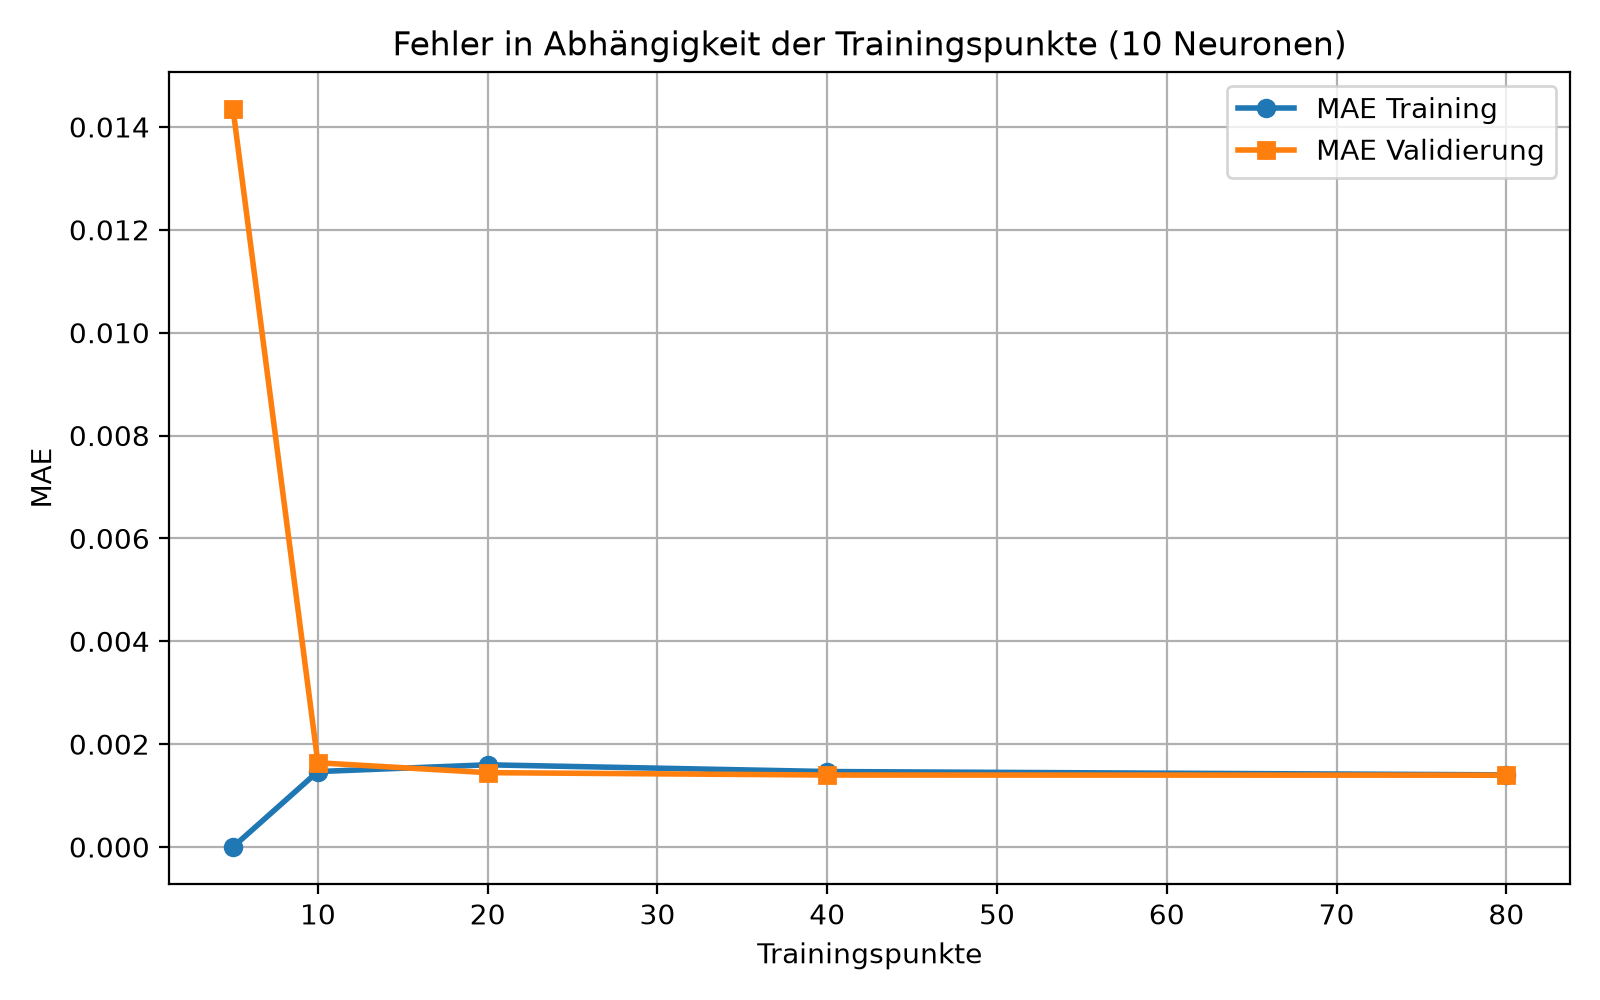 Fehler in Abhängigkeit der Trainingspunkte (10 Neuronen)
MAE Training
MAE Validierung
0.014
0.012
0.010
0.008
0.006
0.004
0.002
0.000
MAE
10 20 30 40 50 60 70 80
Trainingspunkte